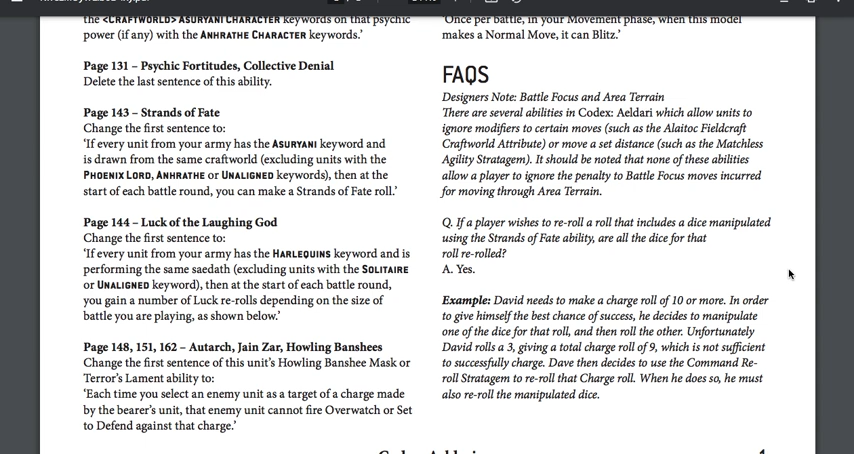 the <CRAFTWORLD> ASURYANI CHARACTER keywords on that psychic
power (if any) with the ANHRATHE CHARACTER keywords.’
Page 131 – Psychic Fortitudes, Collective Denial
Delete the last sentence of this ability.
Page 143 – Strands of Fate
Change the first sentence to:
‘If every unit from your army has the ASURYANI keyword and
is drawn from the same craftworld (excluding units with the
PHOENIX LORD, ANHRATHE or UNALIGNED keywords), then at the
start of each battle round, you can make a Strands of Fate roll.’
Page 144 – Luck of the Laughing God
Change the first sentence to:
‘If every unit from your army has the HARLEQUINS keyword and is
performing the same saedath (excluding units with the SOLITAIRE
or UNALIGNED keyword), then at the start of each battle round,
you gain a number of Luck re-rolls depending on the size of
battle you are playing, as shown below.’
Page 148, 151, 162 – Autarch, Jain Zar, Howling Banshees
Change the first sentence of this unit’s Howling Banshee Mask or
Terror’s Lament ability to:
‘Each time you select an enemy unit as a target of a charge made
by the bearer’s unit, that enemy unit cannot fire Overwatch or Set
to Defend against that charge.’
‘Once per battle, in your Movement phase, when this model
makes a Normal Move, it can Blitz.’
FAQS
Designers Note: Battle Focus and Area Terrain
There are several abilities in Codex: Aeldari which allow units to
ignore modifiers to certain moves (such as the Alaitoc Fieldcraft
Craftworld Attribute) or move a set distance (such as the Matchless
Agility Stratagem). It should be noted that none of these abilities
allow a player to ignore the penalty to Battle Focus moves incurred
for moving through Area Terrain.
Q. If a player wishes to re-roll a roll that includes a dice manipulated
using the Strands of Fate ability, are all the dice for that
roll re-rolled?
A. Yes.
Example: David needs to make a charge roll of 10 or more. In order
to give himself the best chance of success, he decides to manipulate
one of the dice for that roll, and then roll the other. Unfortunately
David rolls a 3, giving a total charge roll of 9, which is not sufficient
to successfully charge. Dave then decides to use the Command Re-
roll Stratagem to re-roll that Charge roll. When he does so, he must
also re-roll the manipulated dice.